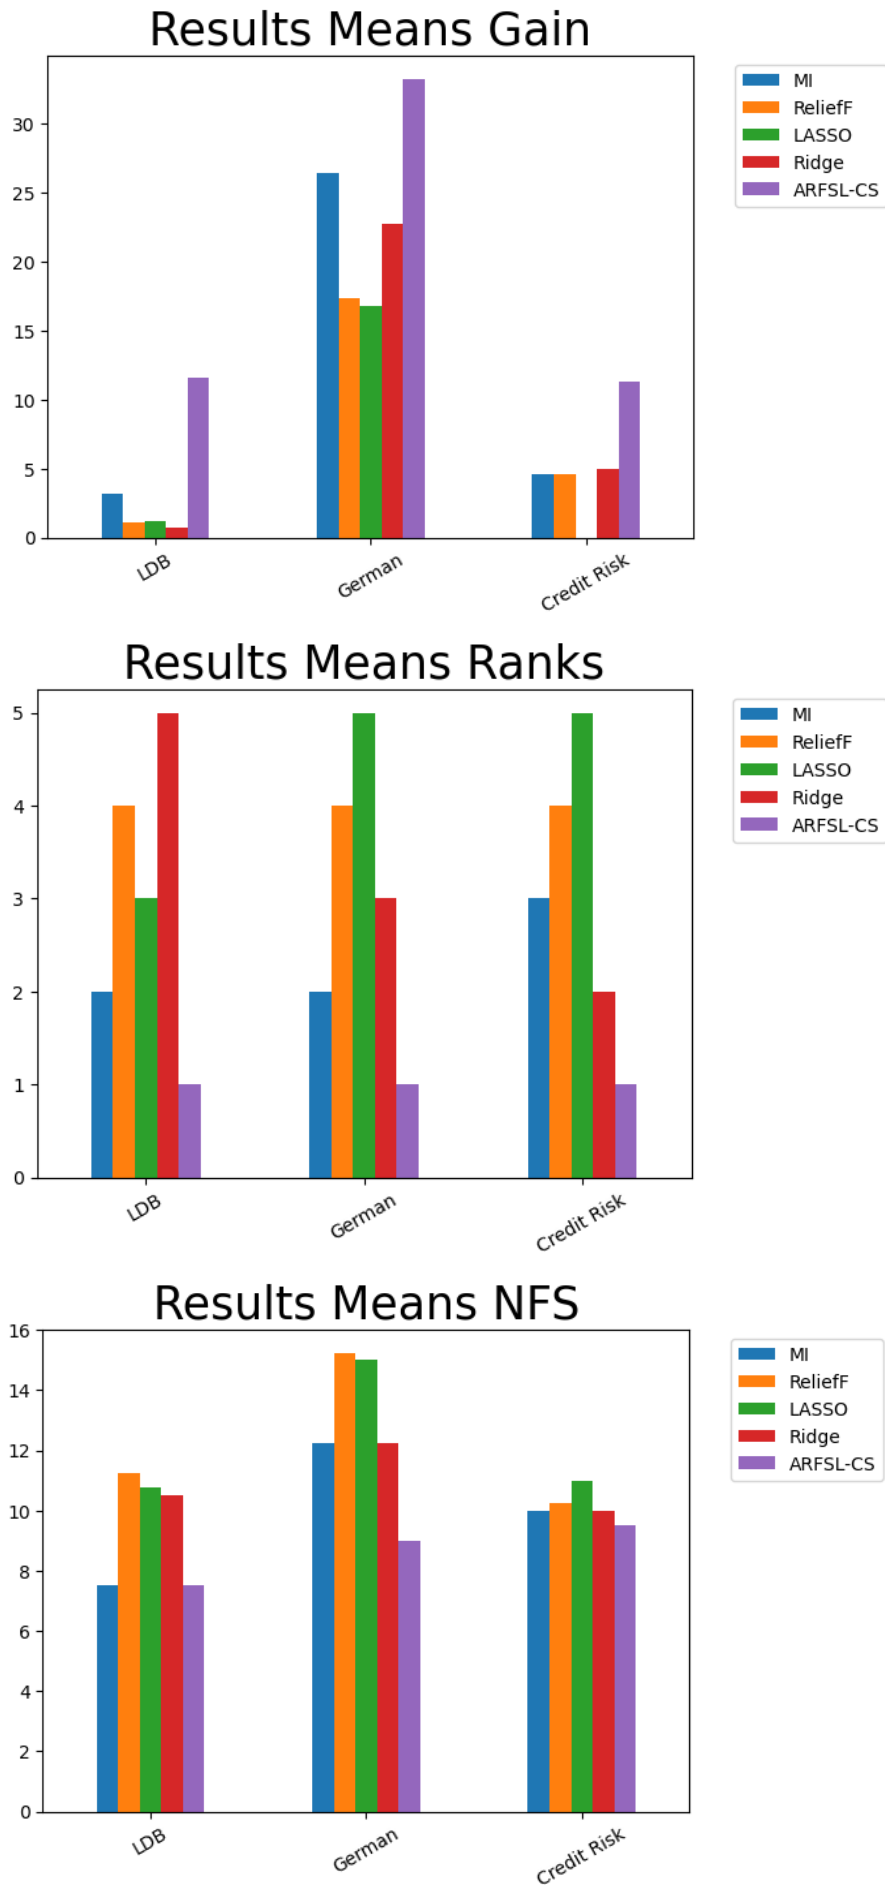 Results Means Gain
30
25
20
15
10
5
0
LDB
German
Credit Risk
MI
ReliefF
LASSO
Ridge
ARFSL-CS
Results Means Ranks
5
4
3
2
1
0
LDB
German
Credit Risk
MI
ReliefF
LASSO
Ridge
ARFSL-CS
Results Means NFS
16
14
12
10
8
6
4
2
0
LDB
German
Credit Risk
MI
ReliefF
LASSO
Ridge
ARFSL-CS